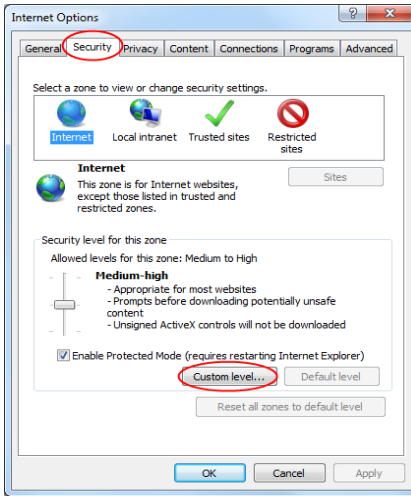 Internet Options
General Security Privacy Content Connections Programs Advanced
Select a zone to view or change security settings.
Internet Local intranet Trusted sites Restricted
sites
Internet
Sites
This zone is for Internet websites,
except those listed in trusted and
restricted zones.
Security level for this zone
Allowed levels for this zone: Medium to High
Medium-high
- Appropriate for most websites
- Prompts before downloading potentially unsafe
content
- Unsigned ActiveX controls will not be downloaded
Enable Protected Mode (requires restarting Internet Explorer)
Custom level... Default level
Reset all zones to default level
OK Cancel Apply